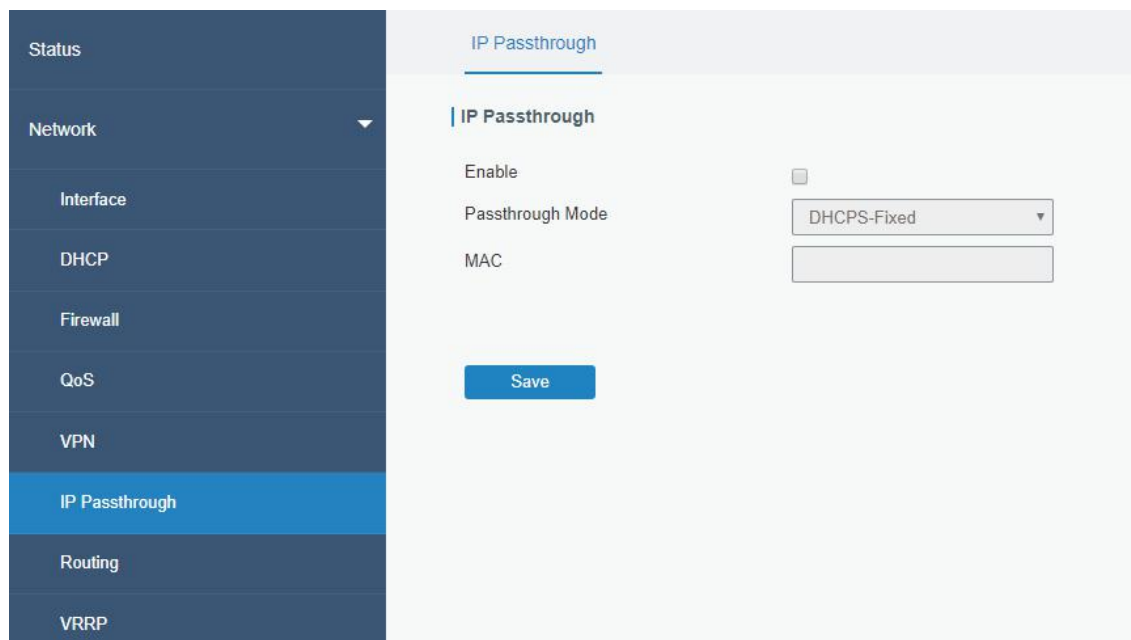 Status
Network
Interface
DHCP
Firewall
QoS
VPN
IP Passthrough
Routing
VRRP
IP Passthrough
IP Passthrough
Enable
Passthrough Mode
DHCPS-Fixed
MAC
Save